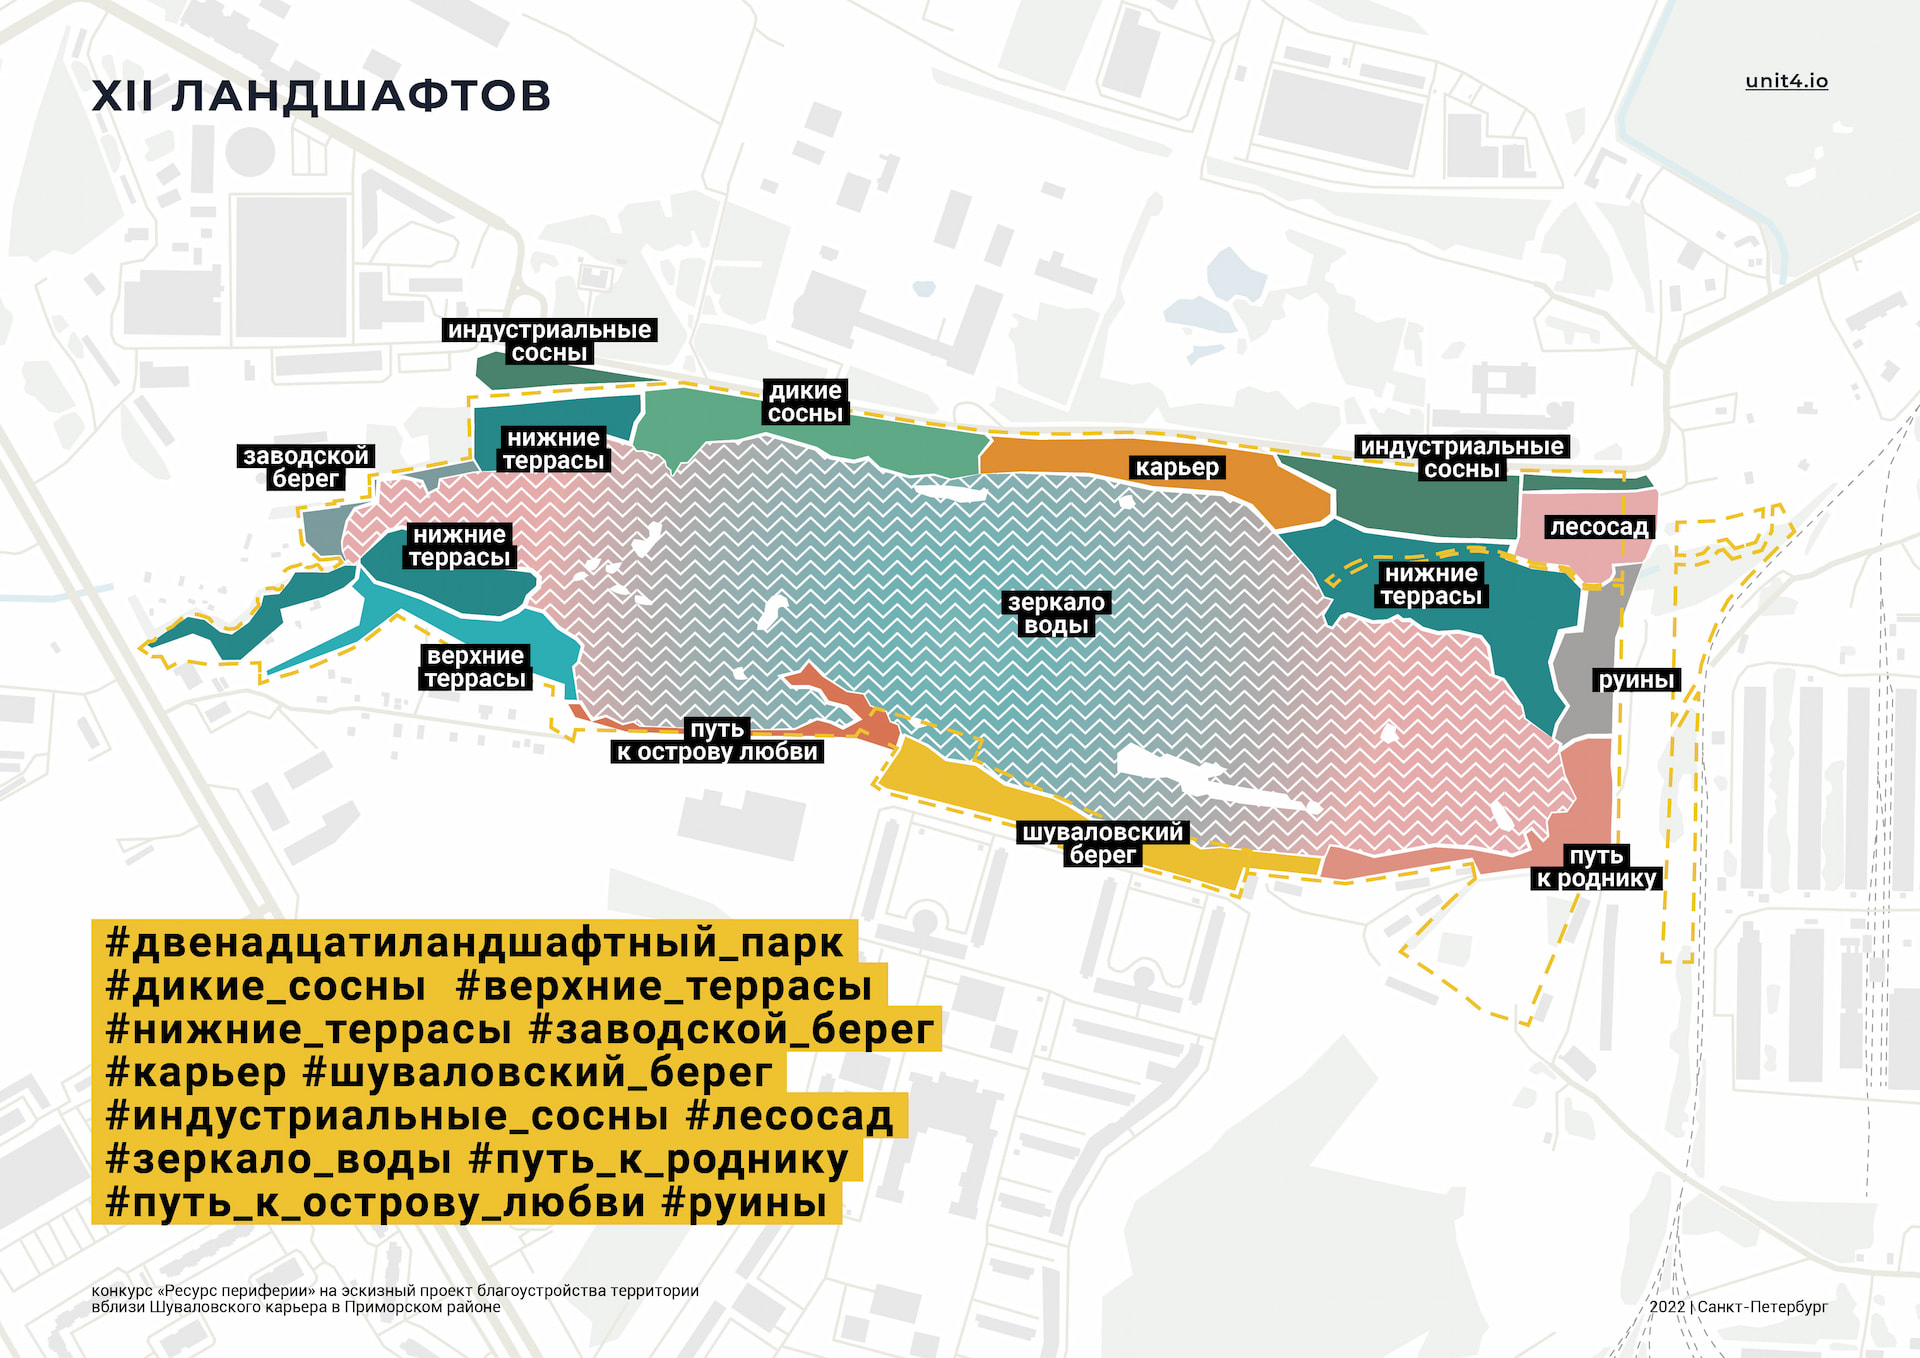 XII ЛАНДШАФТОВ
unit4.io
индустриальные
сосны
дикие
сосны
нижние
террасы
заводской
берег
карьер
индустриальные
сосны
лесосад
нижние
террасы
нижние
террасы
зеркало
воды
верхние
террасы
руины
путь
к острову любви
шуваловский
берег
путь
к роднику
#двенадцатиландшафтный_парк
#дикие_сосны #верхние_террасы
#нижние_террасы #заводской_берег
#карьер #шуваловский_берег
#индустриальные_сосны #лесосад
#зеркало_воды #путь_к_роднику
#путь_к_острову_любви #руины
конкурс «Ресурс периферии» на эскизный проект благоустройства территории
вблизи Шуваловского карьера в Приморском районе
2022 | Санкт-Петербург